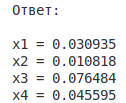 Ответ:
x1 = 0.030935
x2 = 0.010818
x3 = 0.076484
x4 = 0.045595